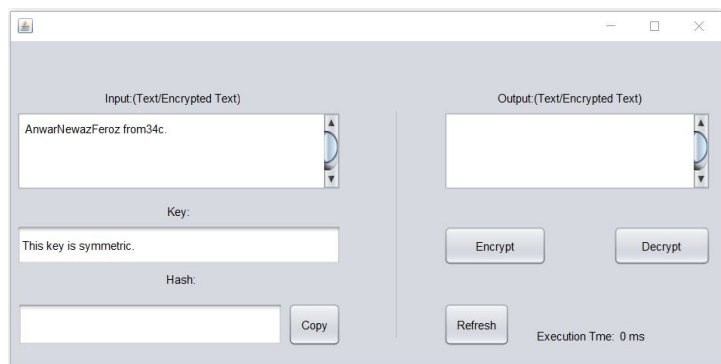 Input:(Text/Encrypted Text)
AnwarNewazFeroz from34c.
Key:
This key is symmetric.
Hash:
Copy
Output:(Text/Encrypted Text)
Encrypt
Decrypt
Refresh
Execution Tme: 0 ms